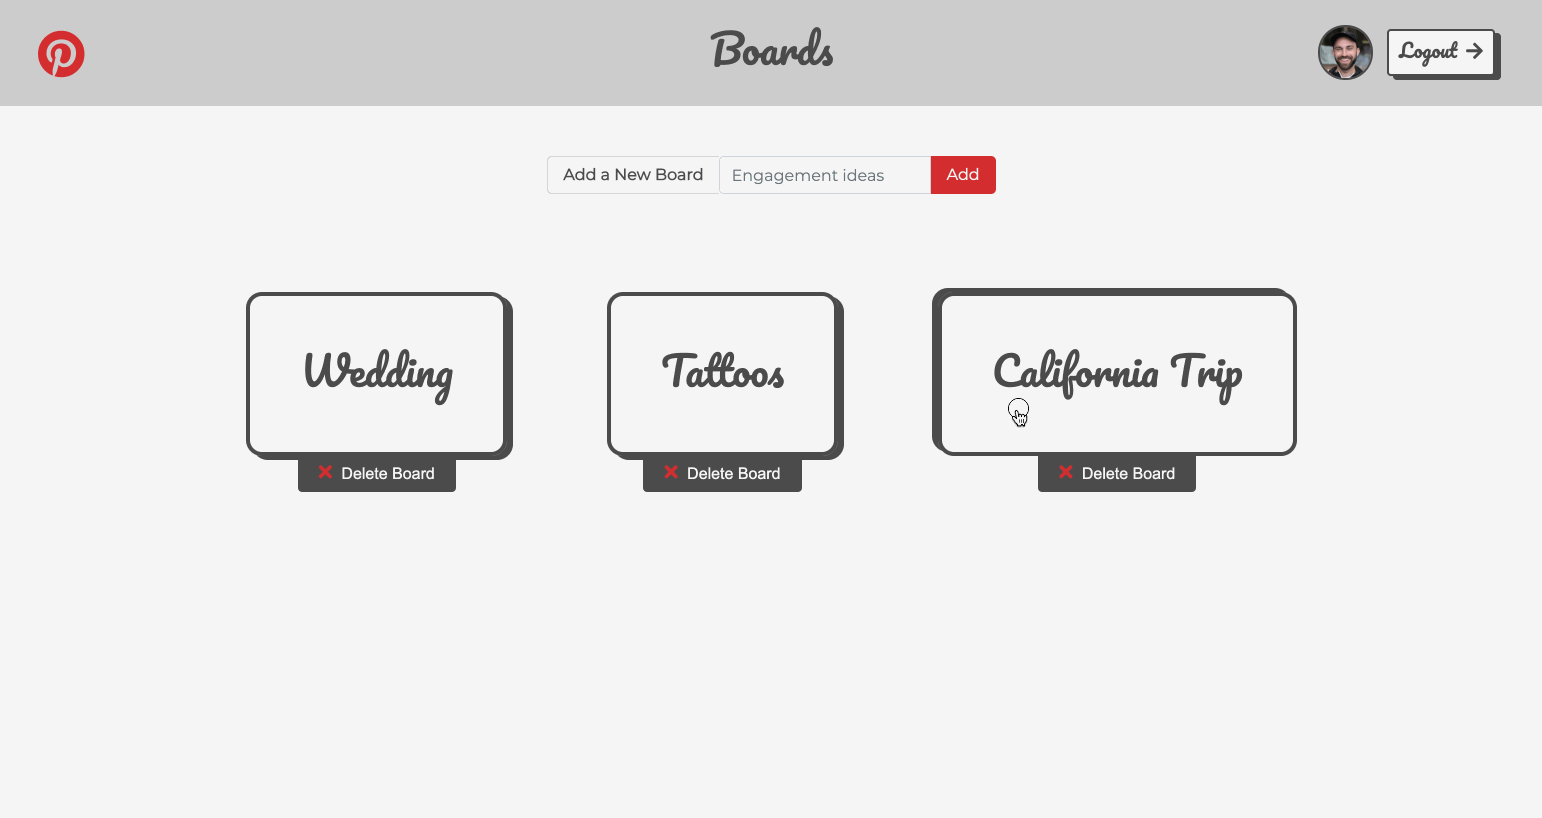 Boards
Logout
Add a New Board Engagement ideas Add
Wedding
Tattoos
California Trip
Delete Board
Delete Board
Delete Board